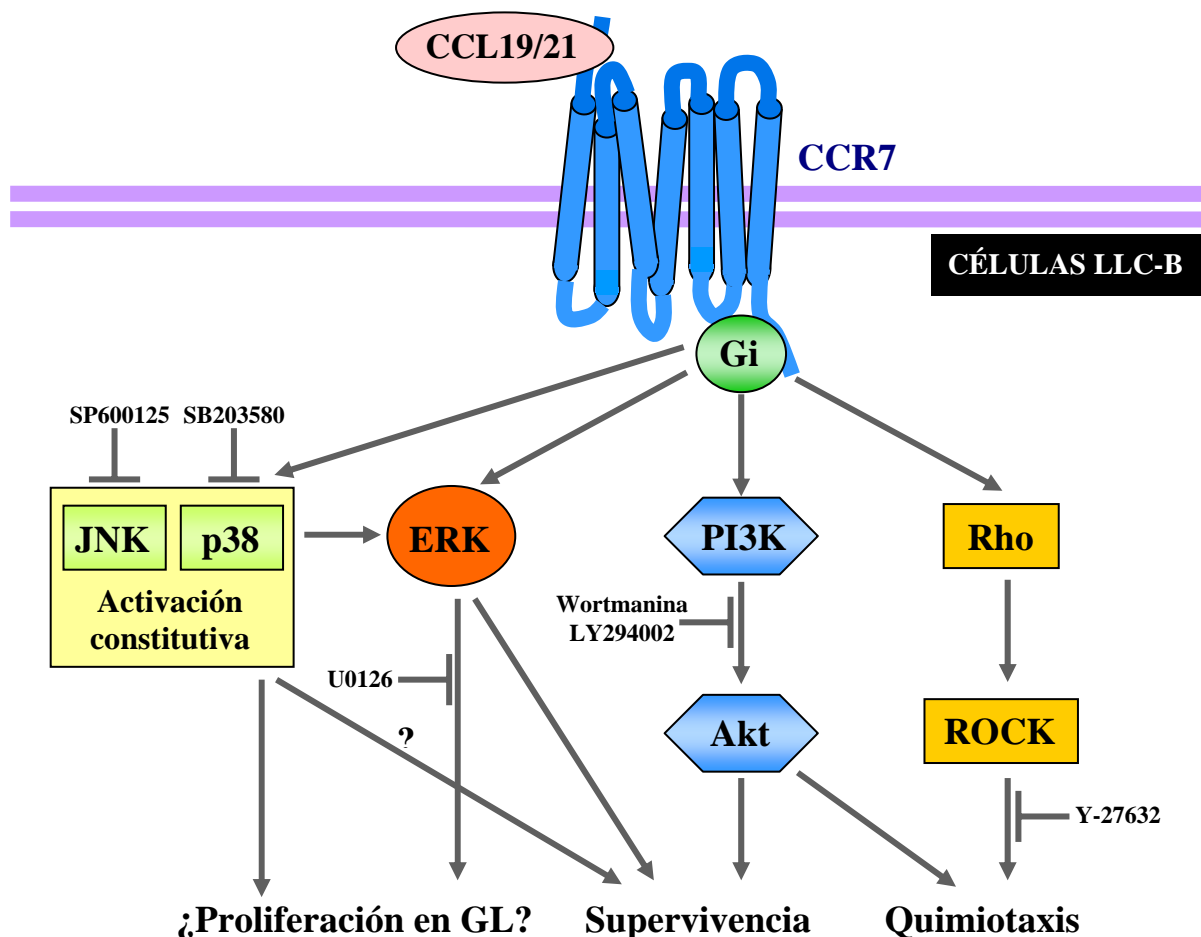 CCL19/21
CCR7
CÉLULAS LLC-B
Gi
SP600125
SB203580
JNK
p38
Activación
constitutiva
ERK
PI3K
Rho
Wortmanina
LY294002
U0126
?
Akt
ROCK
Y-27632
¿Proliferación en GL?
Supervivencia
Quimiotaxis